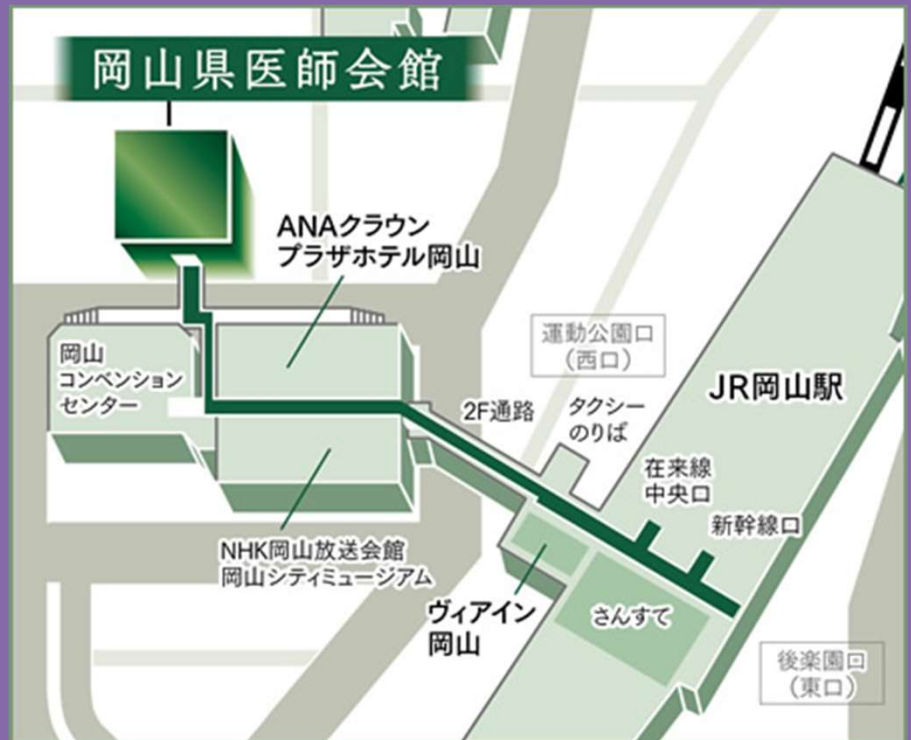 岡山県医師会館
ANAクラウン
プラザホテル岡山
運動公園口
（西口）
岡山
コンベンション
センター
JR岡山駅
2F通路
タクシー
のりば
在来線
中央口
新幹線口
NHK岡山放送会館
岡山シティミュージアム
ヴィアイン
岡山
さんすて
後楽園口
（東口）